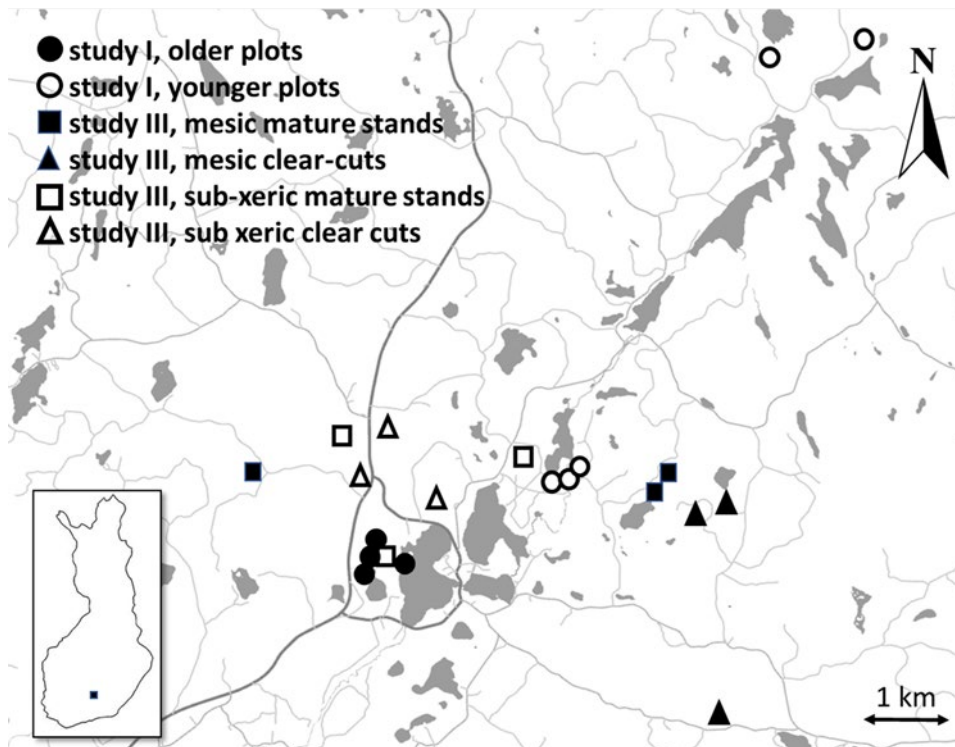 study I, older plots
study I, younger plots
study III, mesic mature stands
study III, mesic clear-cuts
study III, sub-xeric mature stands
study III, sub xeric clear cuts
N
1 km